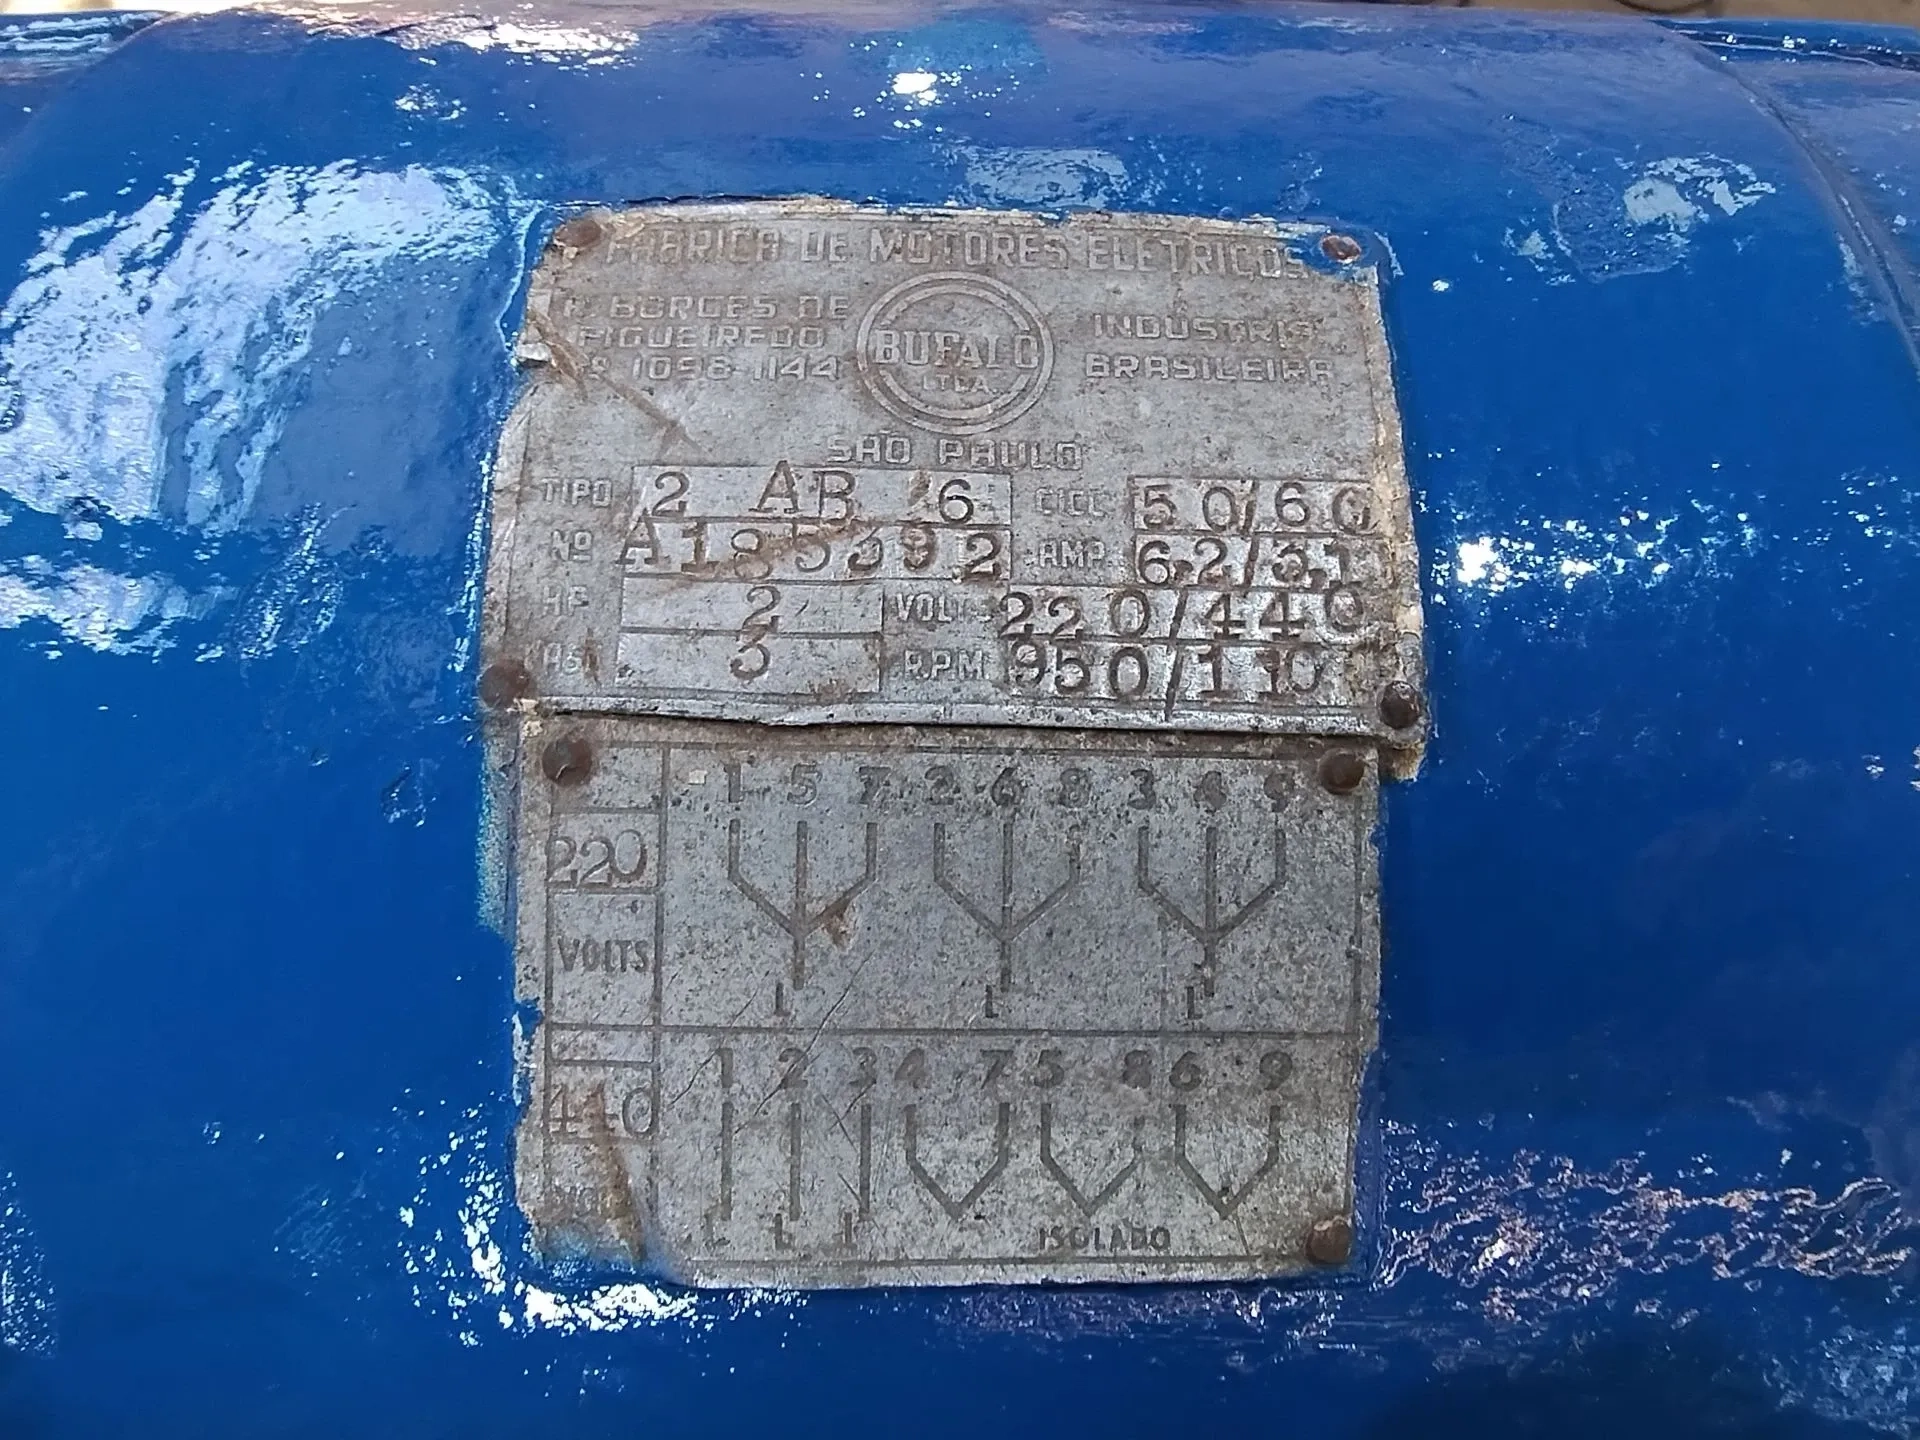 FABRICA DE MOTORES ELETRICOS
R. BORGES DE
FIGUEIREDO
1098-1144
BUFALO
LTDA.
INDUSTRIA
BRASILEIRA
SÃO PAULO
TIPO 2 AB 6 CICL 50/60
Nº A185392 AMP. 6,2/3,1
HP 2 VOLTS 220/440
3 RPM 950/110
1 5 7 2 6 8 3 4 9
220
VOLTS
L L L
1 2 3 4 7 5 8 6 9
440
L L L ISOLADO